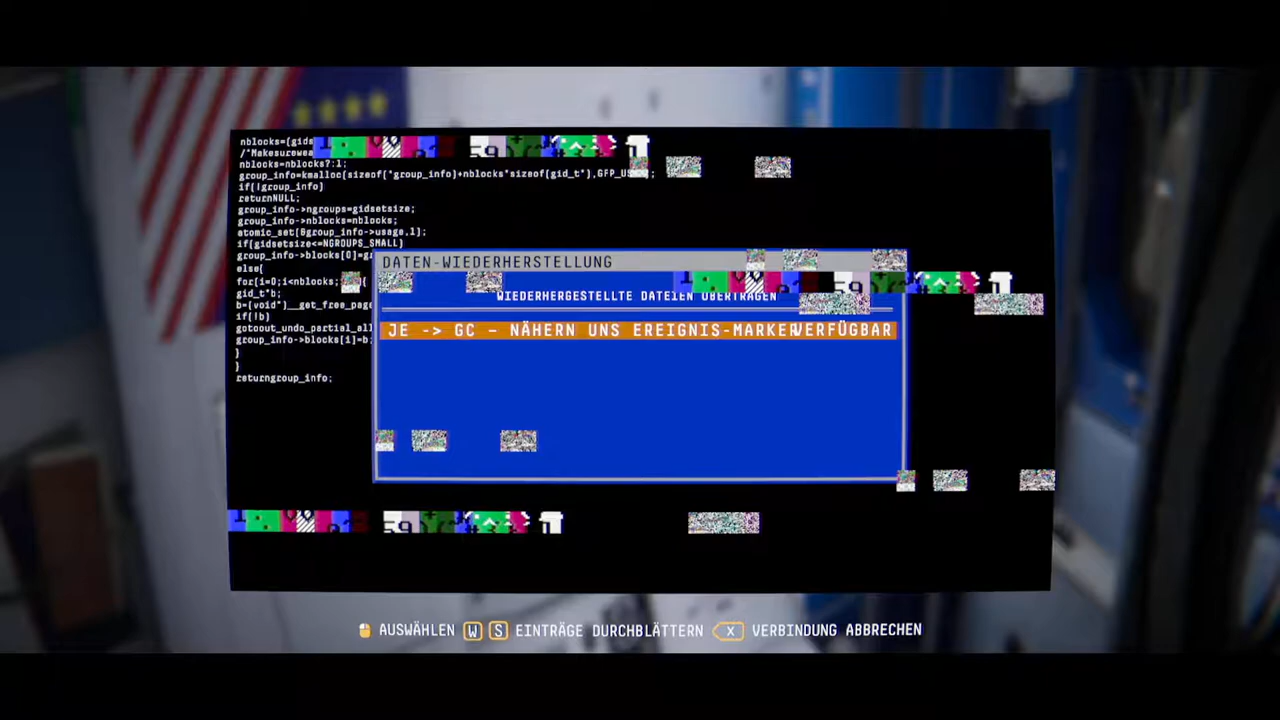 nblocks=(gids
/*Makesurewea
nblocks=nblocks?:1;
group_info=kmalloc(sizeof(*group_info)+nblocks*sizeof(gid_t),GFP_US
if(!group_info)
returnNULL;
group_info->ngroups=gidsetsize;
group_info->nblocks=nblocks;
atomic_set(&group_info->usage,1);
if(gidsetsize<=NGROUPS_SMALL)
group_info->blocks[0]=g
else{
for(i=0;i<nblocks;
gid_t*b;
b=(void*)__get_free_page
if(!b)
gotoout_undo_partial_all
group_info->blocks[i]=b;
}
}
returngroup_info;
DATEN-WIEDERHERSTELLUNG
WIEDERHERGESTELLTE DATEIEN ÜBERTRAGEN
JE -> GC – NÄHERN UNS EREIGNIS-MARKER VERFÜGBAR
AUSWÄHLEN W S EINTRÄGE DURCHBLÄTTERN X VERBINDUNG ABBRECHEN